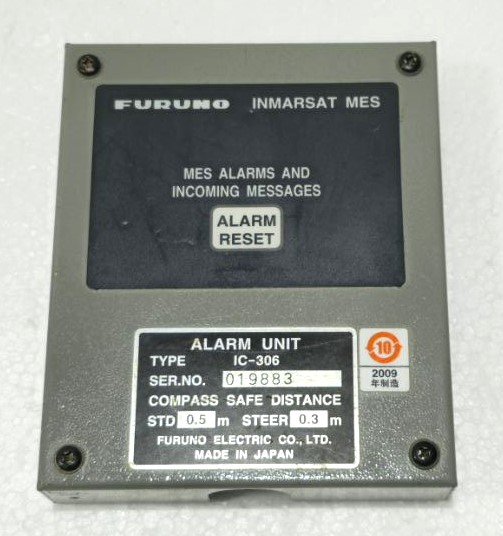 FURUNO INMARSAT MES
MES ALARMS AND
INCOMING MESSAGES
ALARM
RESET
ALARM UNIT
TYPE IC-306
SER.NO. 019883
COMPASS SAFE DISTANCE
STD 0.5 m STEER 0.3 m
FURUNO ELECTRIC CO., LTD.
MADE IN JAPAN
10
2009
年制造